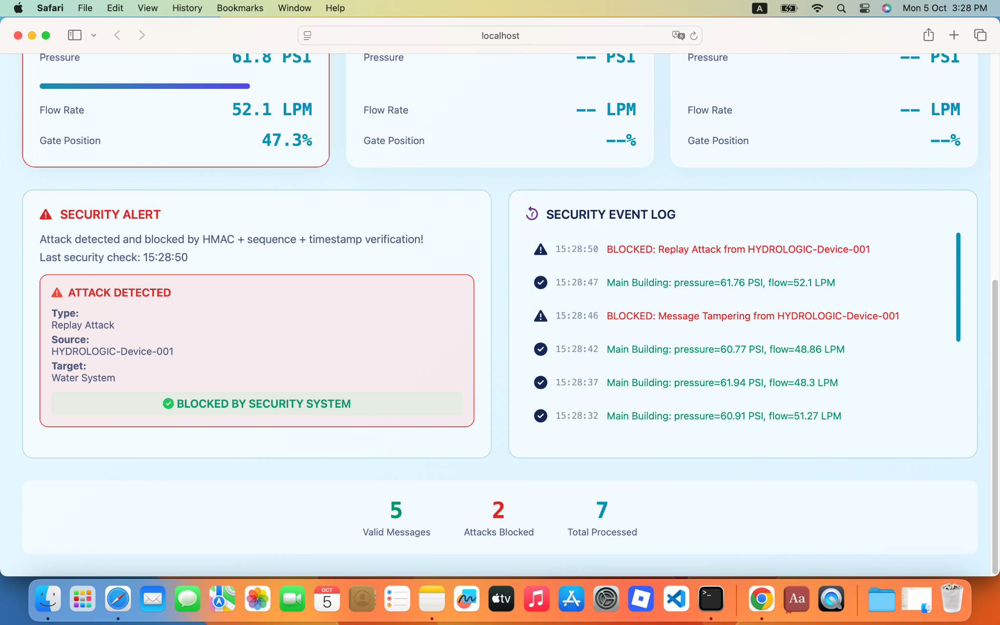 Safari File Edit View History Bookmarks Window Help A Mon 5 Oct 3:28 PM
localhost
Pressure 61.8 PSI Pressure -- PSI Pressure -- PSI
Flow Rate 52.1 LPM Flow Rate -- LPM Flow Rate -- LPM
Gate Position 47.3% Gate Position --% Gate Position --%
SECURITY ALERT
Attack detected and blocked by HMAC + sequence + timestamp verification!
Last security check: 15:28:50
ATTACK DETECTED
Type:
Replay Attack
Source:
HYDROLOGIC-Device-001
Target:
Water System
BLOCKED BY SECURITY SYSTEM
SECURITY EVENT LOG
15:28:50 BLOCKED: Replay Attack from HYDROLOGIC-Device-001
15:28:47 Main Building: pressure=61.76 PSI, flow=52.1 LPM
15:28:46 BLOCKED: Message Tampering from HYDROLOGIC-Device-001
15:28:42 Main Building: pressure=60.77 PSI, flow=48.86 LPM
15:28:37 Main Building: pressure=61.94 PSI, flow=48.3 LPM
15:28:32 Main Building: pressure=60.91 PSI, flow=51.27 LPM
5 2 7
Valid Messages Attacks Blocked Total Processed
OCT
5
tv
>_
Aa